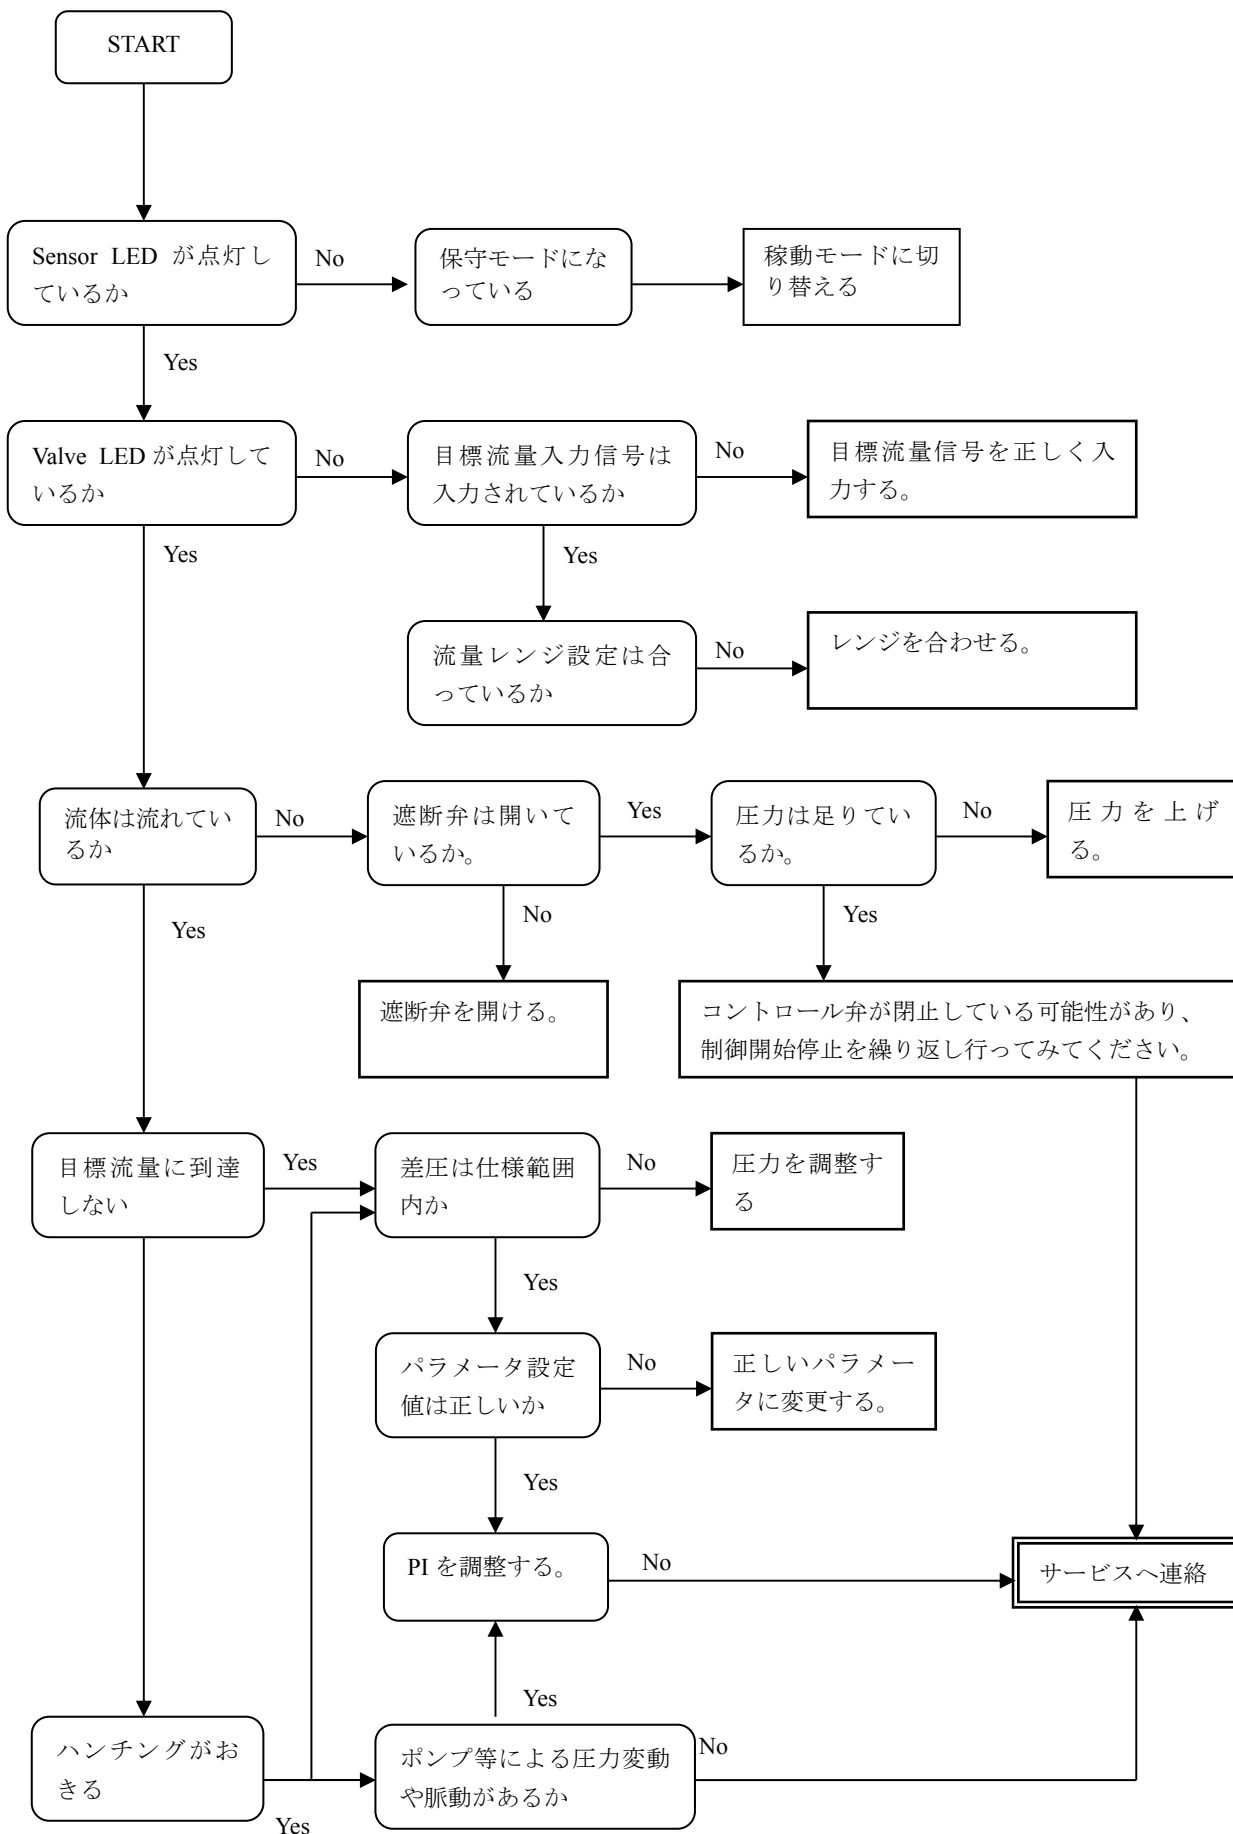 START
Sensor LED が点灯し
ているか
No
保守モードにな
っている
稼動モードに切
り替える
Yes
Valve LED が点灯して
いるか
No
目標流量入力信号は
入力されているか
No
目標流量信号を正しく入
力する。
Yes
Yes
流量レンジ設定は合
っているか
No
レンジを合わせる。
流体は流れてい
るか
No
遮断弁は開いて
いるか。
Yes
圧力は足りてい
るか。
No
圧力を上げ
る。
Yes
No
Yes
遮断弁を開ける。
コントロール弁が閉止している可能性があり、
制御開始停止を繰り返し行ってみてください。
目標流量に到達
しない
Yes
差圧は仕様範囲
内か
No
圧力を調整す
る
Yes
パラメータ設定
値は正しいか
No
正しいパラメー
タに変更する。
Yes
PI を調整する。
No
サービスへ連絡
Yes
ハンチングがお
きる
Yes
ポンプ等による圧力変動
や脈動があるか
No